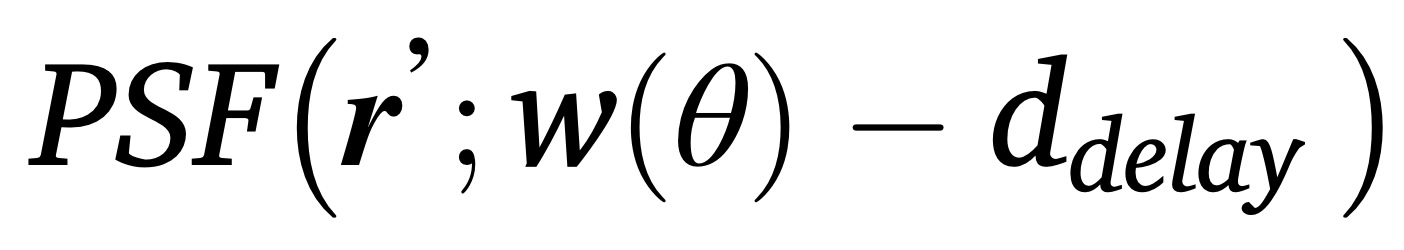 PSF(r’; w(θ) − d_delay)